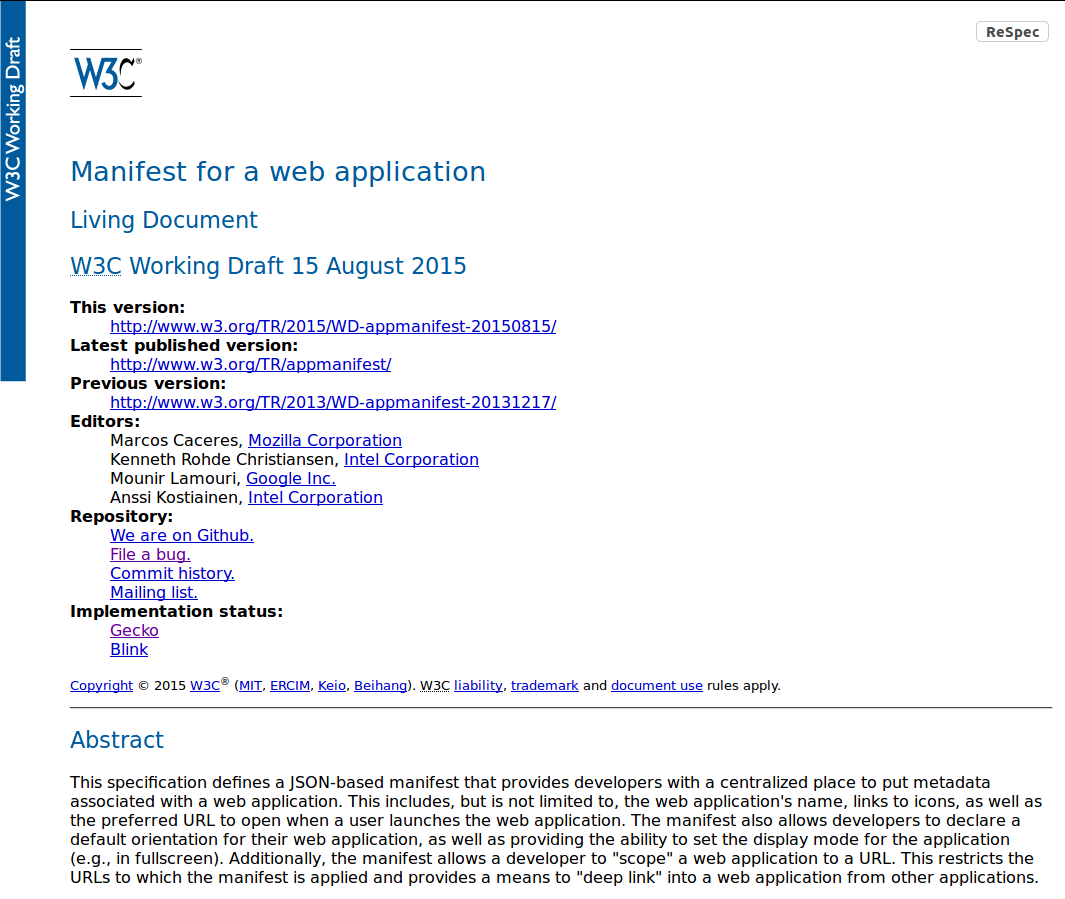 W3C Working Draft
ReSpec
W3C®
Manifest for a web application
Living Document
W3C Working Draft 15 August 2015
This version:
http://www.w3.org/TR/2015/WD-appmanifest-20150815/
Latest published version:
http://www.w3.org/TR/appmanifest/
Previous version:
http://www.w3.org/TR/2013/WD-appmanifest-20131217/
Editors:
Marcos Caceres, Mozilla Corporation
Kenneth Rohde Christiansen, Intel Corporation
Mounir Lamouri, Google Inc.
Anssi Kostiainen, Intel Corporation
Repository:
We are on Github.
File a bug.
Commit history.
Mailing list.
Implementation status:
Gecko
Blink
Copyright © 2015 W3C® (MIT, ERCIM, Keio, Beihang). W3C liability, trademark and document use rules apply.
Abstract
This specification defines a JSON-based manifest that provides developers with a centralized place to put metadata
associated with a web application. This includes, but is not limited to, the web application's name, links to icons, as well as
the preferred URL to open when a user launches the web application. The manifest also allows developers to declare a
default orientation for their web application, as well as providing the ability to set the display mode for the application
(e.g., in fullscreen). Additionally, the manifest allows a developer to "scope" a web application to a URL. This restricts the
URLs to which the manifest is applied and provides a means to "deep link" into a web application from other applications.